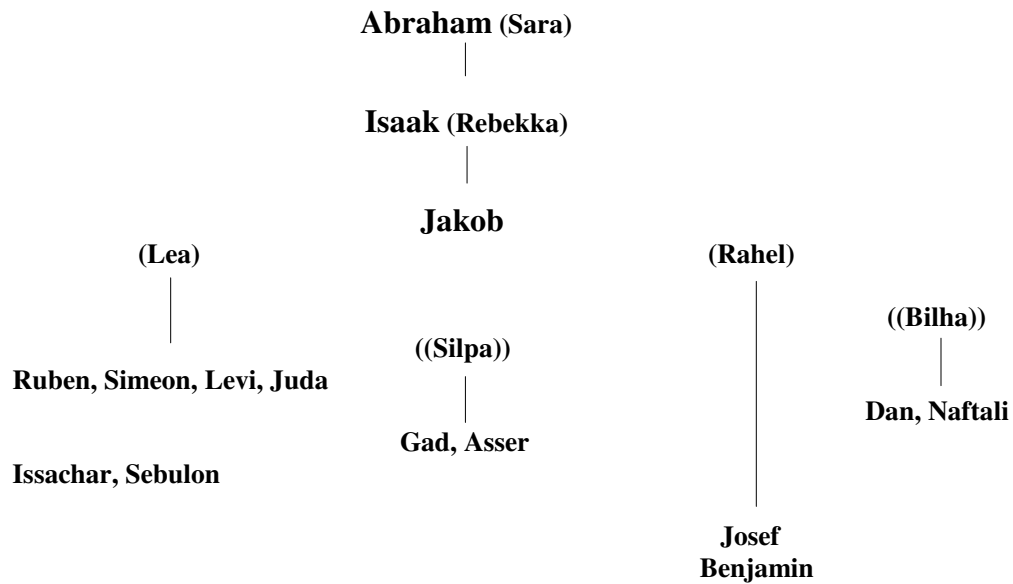 Abraham (Sara)
Isaak (Rebekka)
Jakob
(Lea)
(Rahel)
((Bilha))
((Silpa))
Ruben, Simeon, Levi, Juda
Dan, Naftali
Gad, Asser
Issachar, Sebulon
Josef
Benjamin